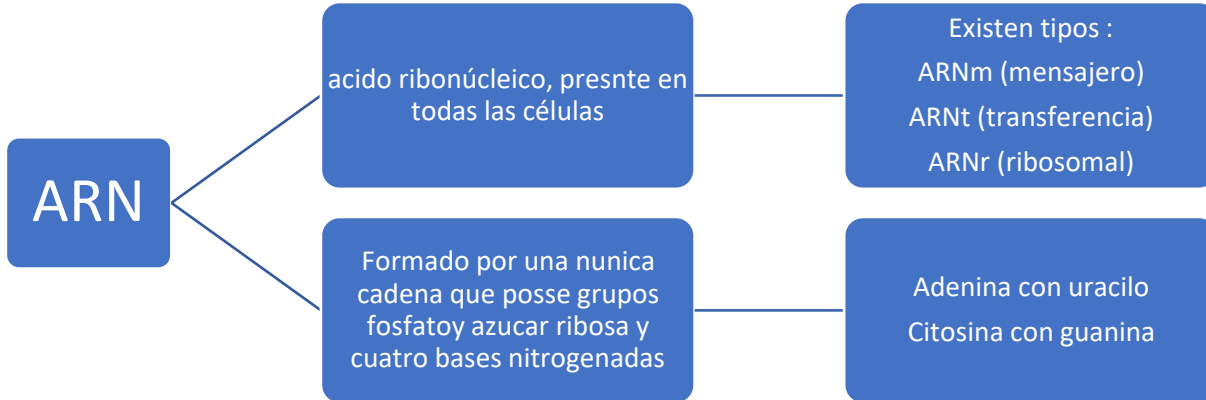 ARN
acido ribonúcleico, presnte en
todas las células
Existen tipos :
ARNm (mensajero)
ARNt (transferencia)
ARNr (ribosomal)
Formado por una nunica
cadena que posse grupos
fosfatoy azucar ribosa y
cuatro bases nitrogenadas
Adenina con uracilo
Citosina con guanina